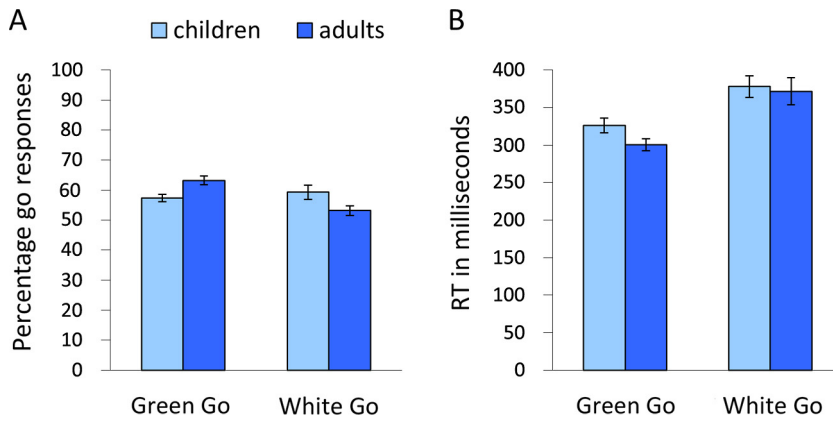 A
children adults
Percentage go responses
100
90
80
70
60
50
40
30
20
10
0
Green Go White Go
B
RT in milliseconds
400
350
300
250
200
150
100
50
0
Green Go White Go